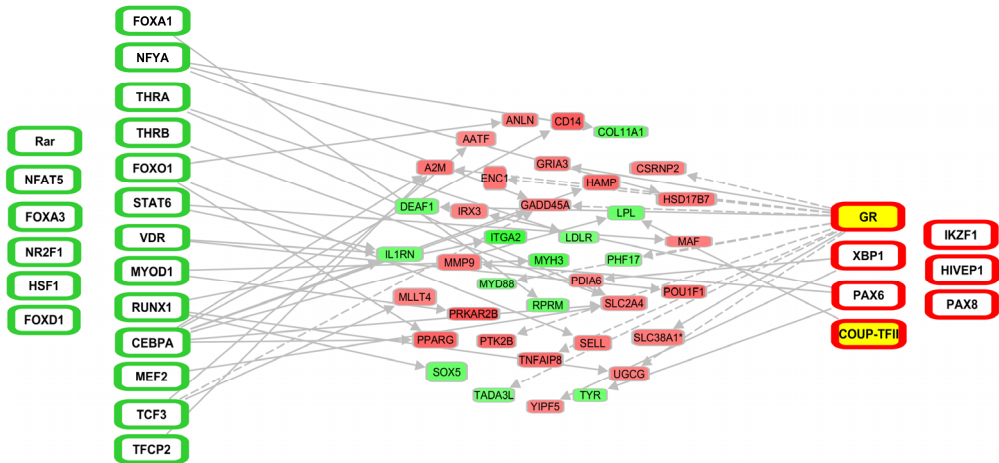 FOXA1
NFYA
THRA
THRB
FOXO1
STAT6
VDR
MYOD1
RUNX1
CEBPA
MEF2
TCF3
TFCP2
Rar
NFAT5
FOXA3
NR2F1
HSF1
FOXD1
ANLN
CD14
COL11A1
AATF
A2M
GRIA3
CSRNP2
ENC1
HAMP
HSD17B7
DEAF1
IRX3
GADD45A
LPL
ITGA2
LDLR
MAF
IL1RN
MMP9
MYH3
PHF17
MYD88
PDIA6
POU1F1
MLLT4
RPRM
SLC2A4
PRKAR2B
PPARG
PTK2B
SELL
SLC38A1*
TNFAIP8
SOX5
UGCG
TADA3L
TYR
YIPF5
GR
XBP1
PAX6
COUP-TFII
IKZF1
HIVEP1
PAX8